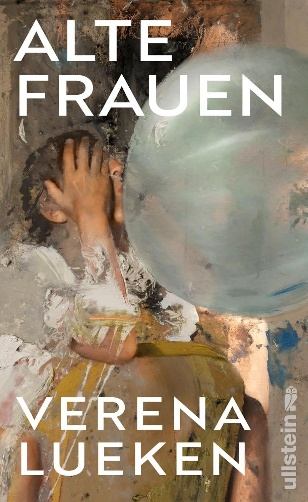 ALTE
FRAUEN
VERENA
LUEKEN
ullstein